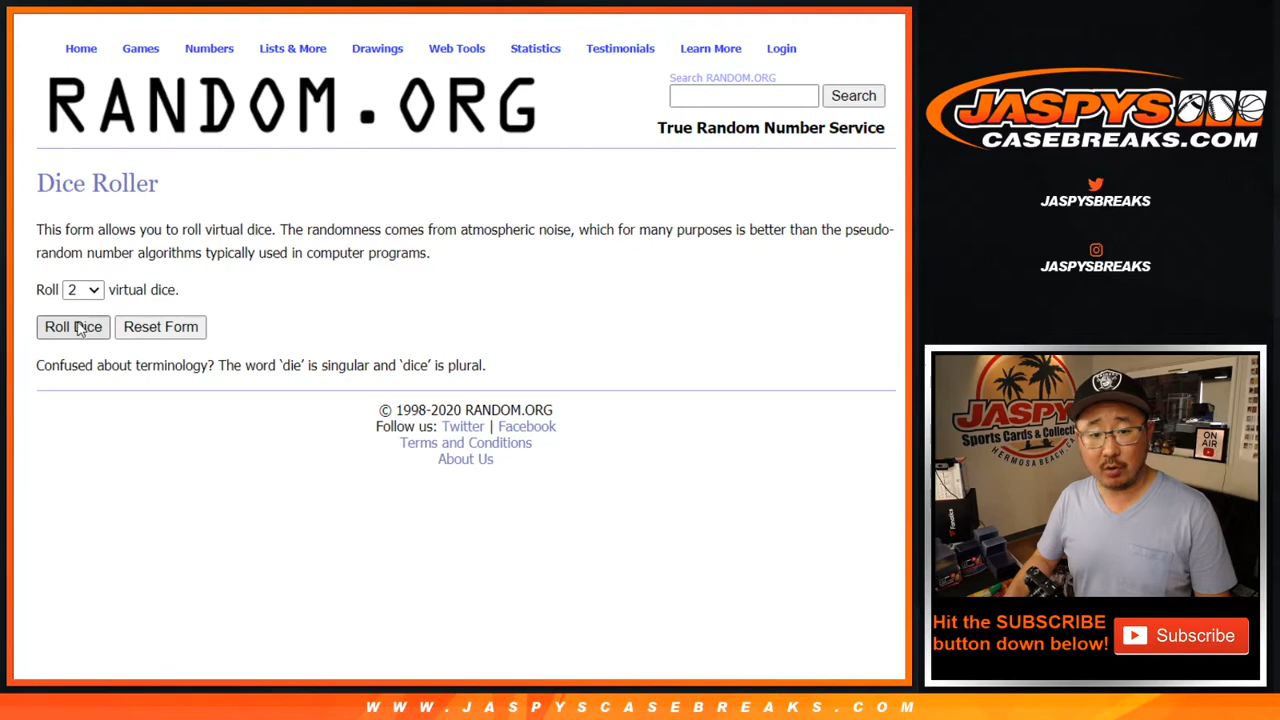 Home Games Numbers Lists & More Drawings Web Tools Statistics Testimonials Learn More Login
RANDOM.ORG
Search RANDOM.ORG
Search
True Random Number Service
Dice Roller
This form allows you to roll virtual dice. The randomness comes from atmospheric noise, which for many purposes is better than the pseudo-
random number algorithms typically used in computer programs.
Roll 2 virtual dice.
Roll Dice Reset Form
Confused about terminology? The word ‘die’ is singular and ‘dice’ is plural.
© 1998-2020 RANDOM.ORG
Follow us: Twitter | Facebook
Terms and Conditions
About Us
JASPYS
CASEBREAKS.COM
JASPYSBREAKS
JASPYSBREAKS
JASPY
Sports Cards & Collecti
HERMOSA BEACH,
ON
AIR
Fanatics
Hit the SUBSCRIBE
button down below!
Subscribe
WWW.JASPYSCASEBREAKS.COM